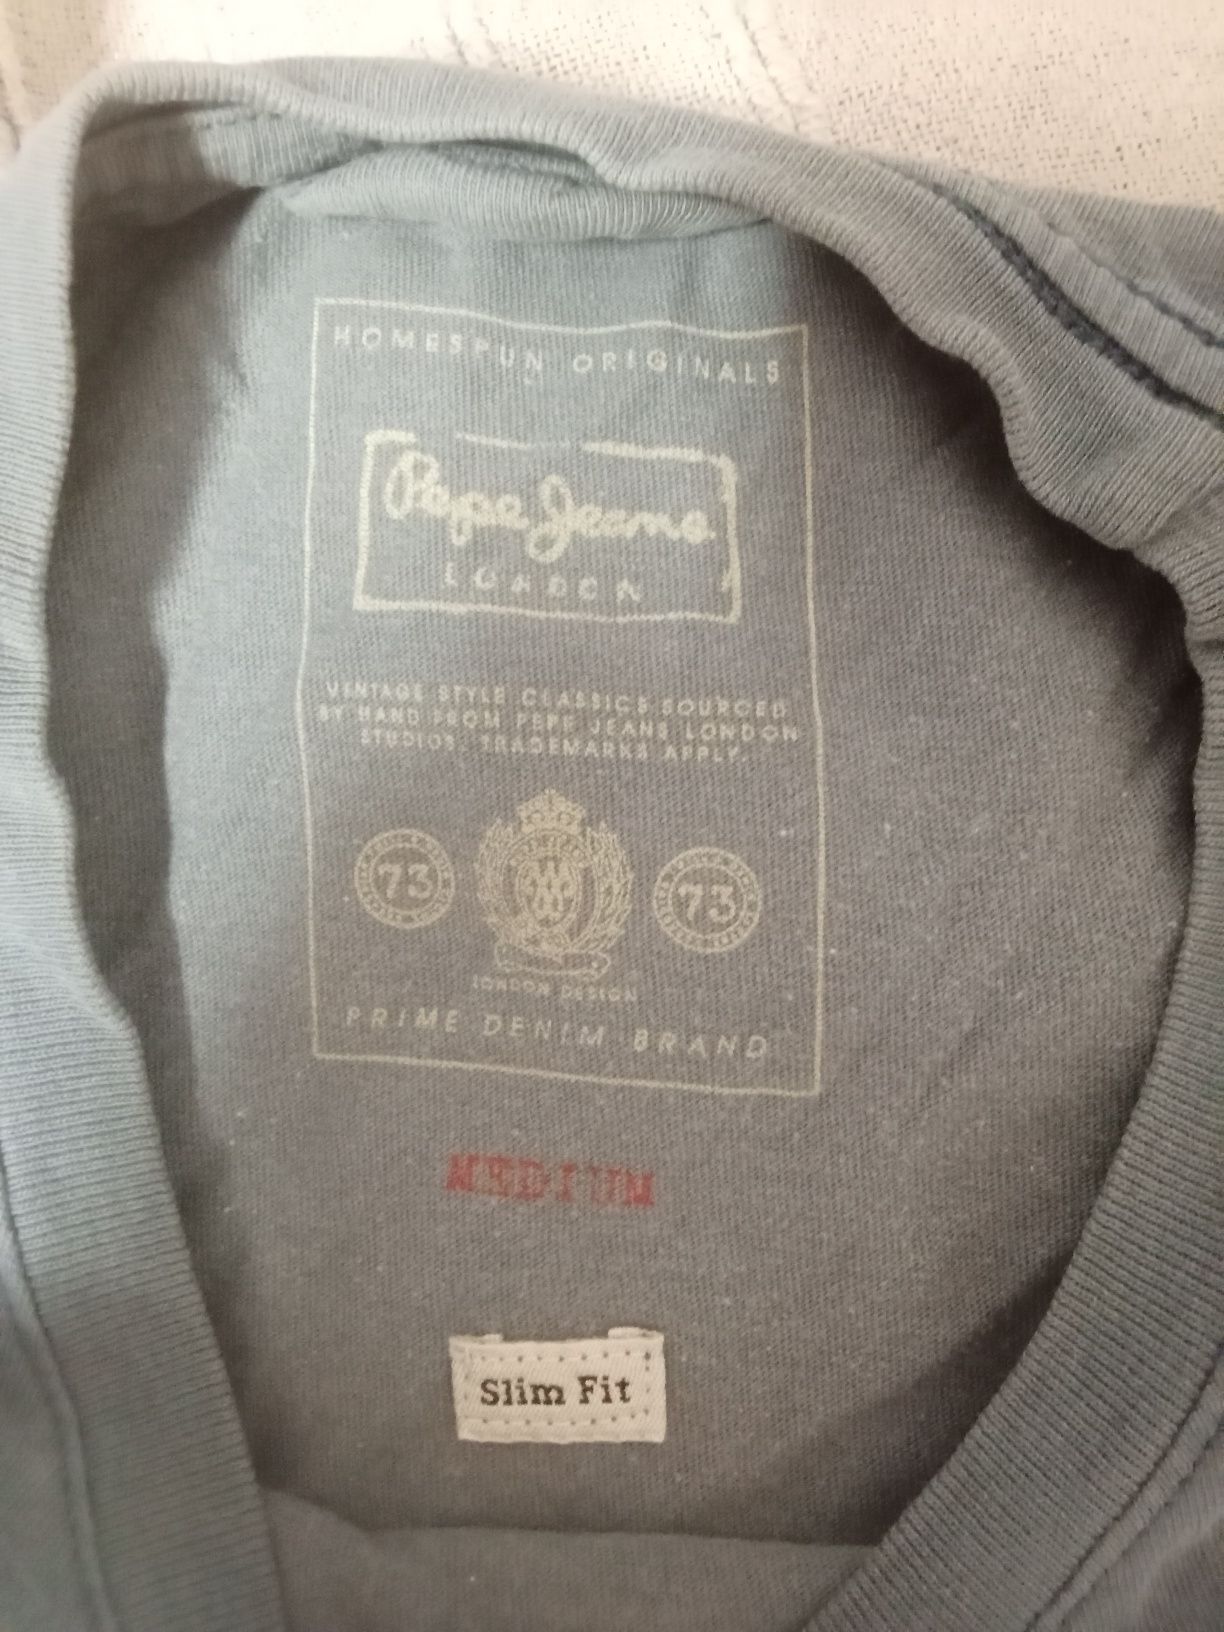 HOMESPUN ORIGINALS
Pepe Jeans
LONDON
VINTAGE STYLE CLASSICS SOURCED
BY HAND FROM PEPE JEANS LONDON
STUDIOS. TRADEMARKS APPLY.
73
73
LONDON DESIGN
PRIME DENIM BRAND
MEDIUM
Slim Fit